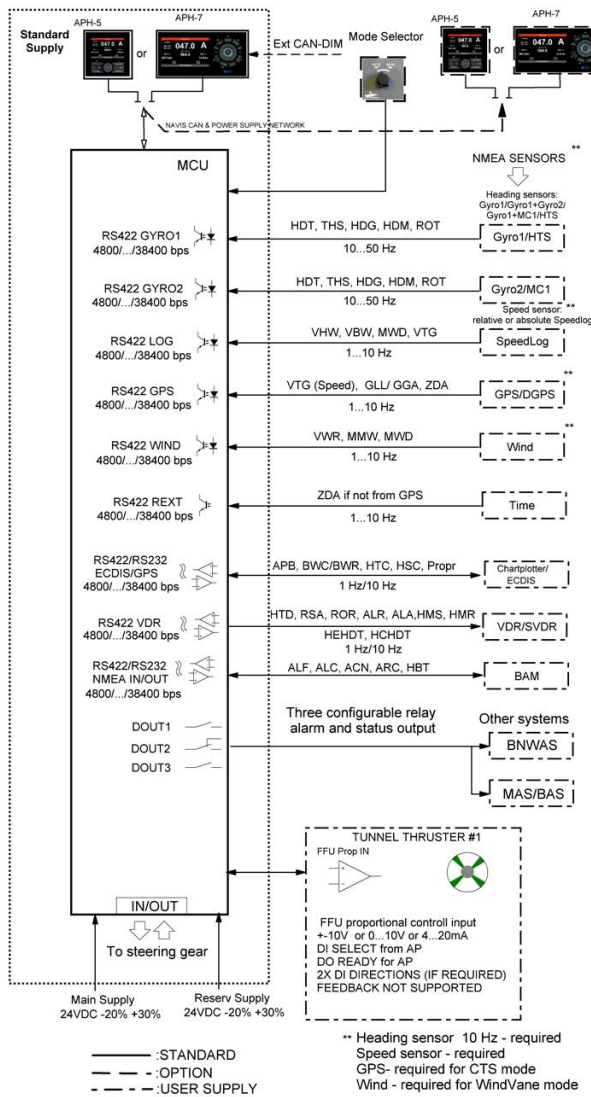 APH-5
APH-7
Standard
Supply
047.0 A
or
047.0 A
Ext CAN-DIM
Mode Selector
APH-5
APH-7
047.0 A
or
047.0 A
NAVIS CAN & POWER SUPPLY NETWORK
MCU
NMEA SENSORS **
Heading sensors:
Gyro1/Gyro1+Gyro2/
Gyro1+MC1/HTS
RS422 GYRO1
4800/.../38400 bps
HDT, THS, HDG, HDM, ROT
10...50 Hz
Gyro1/HTS
RS422 GYRO2
4800/.../38400 bps
HDT, THS, HDG, HDM, ROT
10...50 Hz
Gyro2/MC1
Speed sensor: **
relative or absolute Speedlog
RS422 LOG
4800/.../38400 bps
VHW, VBW, MWD, VTG
1...10 Hz
SpeedLog
RS422 GPS
4800/.../38400 bps
VTG (Speed), GLL/ GGA, ZDA
1...10 Hz
GPS/DGPS
**
RS422 WIND
4800/.../38400 bps
VWR, MMW, MWD
1...10 Hz
Wind
**
RS422 REXT
4800/.../38400 bps
ZDA if not from GPS
1...10 Hz
Time
RS422/RS232
ECDIS/GPS
4800/.../38400 bps
APB, BWC/BWR, HTC, HSC, Propr
1 Hz/10 Hz
Chartplotter/
ECDIS
RS422 VDR
4800/.../38400 bps
HTD, RSA, ROR, ALR, ALA,HMS, HMR
HEHDT, HCHDT
1 Hz/10 Hz
VDR/SVDR
RS422/RS232
NMEA IN/OUT
4800/.../38400 bps
ALF, ALC, ACN, ARC, HBT
BAM
DOUT1
DOUT2
DOUT3
Three configurable relay
alarm and status output
Other systems
BNWAS
MAS/BAS
TUNNEL THRUSTER #1
FFU Prop IN
FFU proportional controll input
+-10V or 0...10V or 4...20mA
DI SELECT from AP
DO READY for AP
2X DI DIRECTIONS (IF REQUIRED)
FEEDBACK NOT SUPPORTED
IN/OUT
To steering gear
Main Supply
24VDC -20% +30%
Reserv Supply
24VDC -20% +30%
:STANDARD
:OPTION
:USER SUPPLY
** Heading sensor 10 Hz - required
Speed sensor - required
GPS- required for CTS mode
Wind - required for WindVane mode